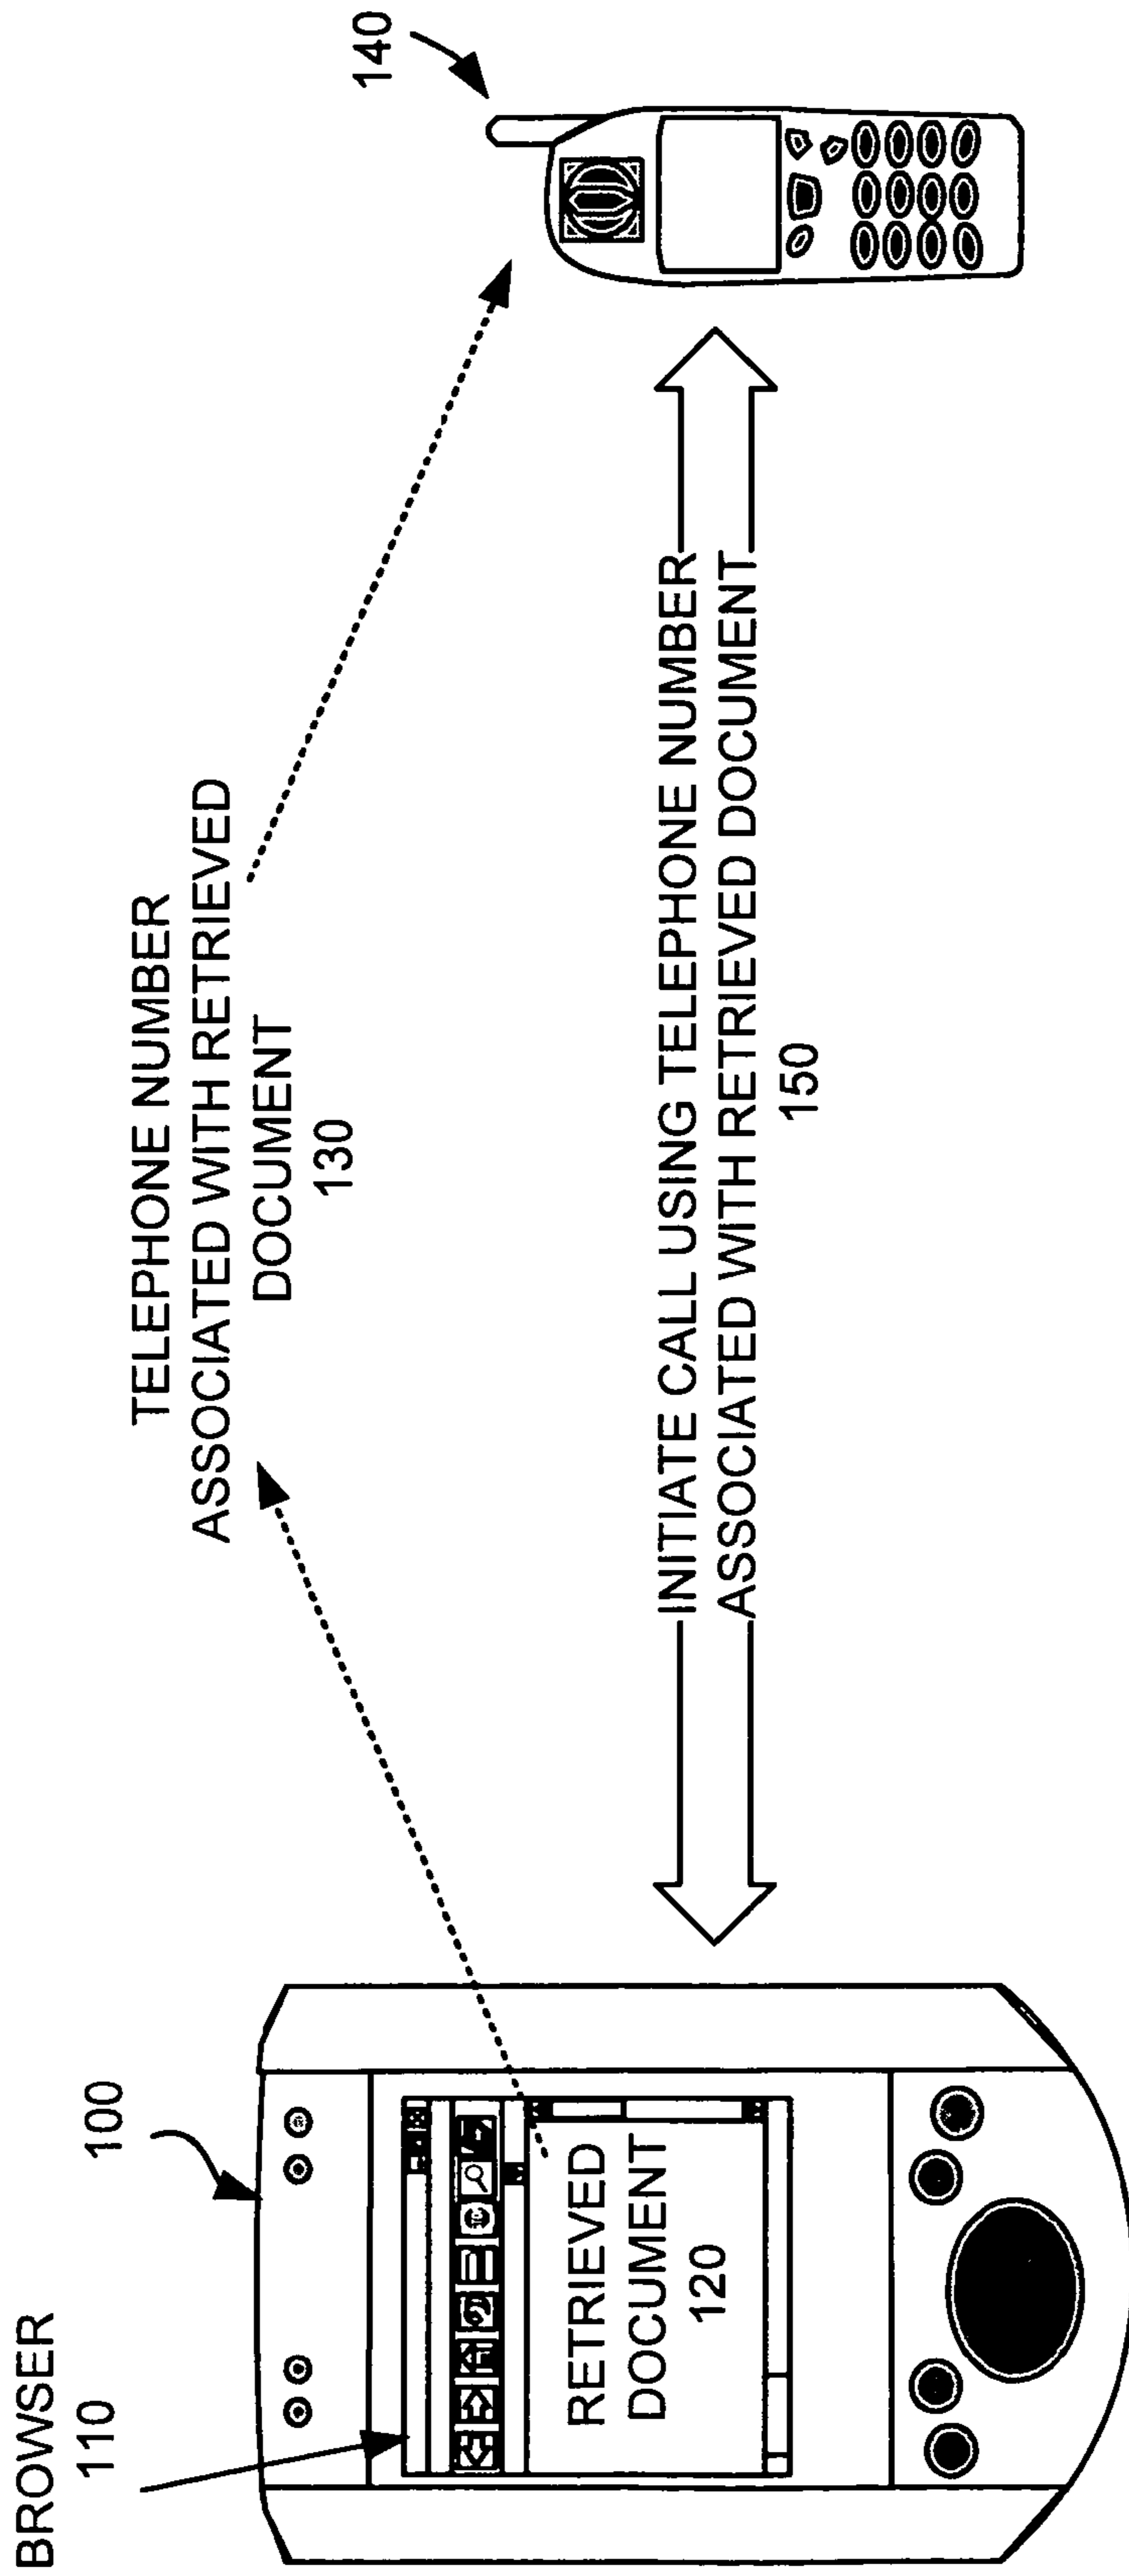 TELEPHONE NUMBER
ASSOCIATED WITH RETRIEVED
DOCUMENT
130
140
BROWSER
110
100
RETRIEVED
DOCUMENT
120
INITIATE CALL USING TELEPHONE NUMBER
ASSOCIATED WITH RETRIEVED DOCUMENT
150